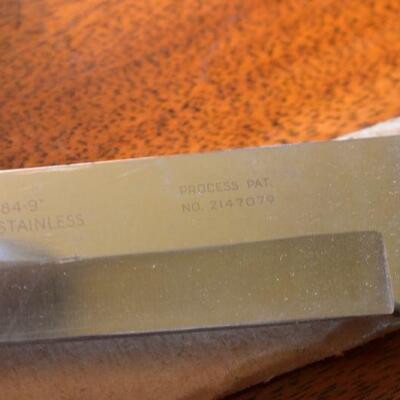 84-9"
STAINLESS
PROCESS PAT.
NO. 2147079